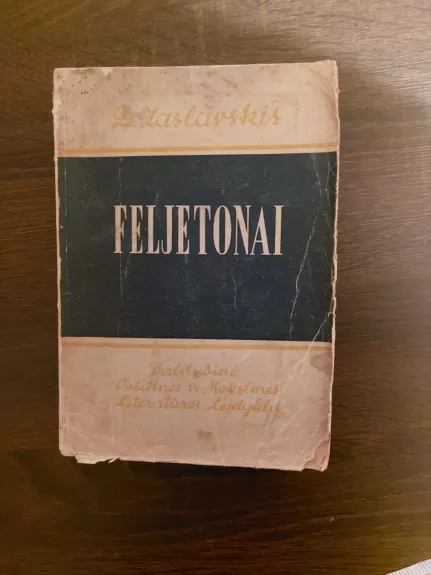 D. Zaslavskis
FELJETONAI
Valstybinė
Politinės ir Mokslinės
Literatūros Leidykla